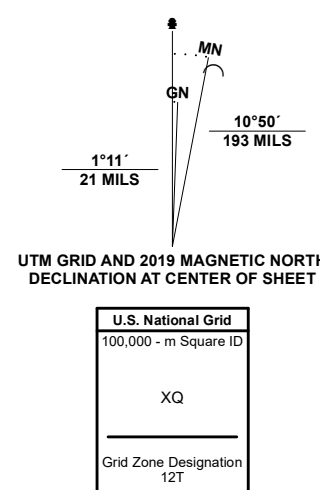 MN
GN
10°50´
193 MILS
1°11´
21 MILS
UTM GRID AND 2019 MAGNETIC NORTH
DECLINATION AT CENTER OF SHEET
U.S. National Grid
100,000 - m Square ID
XQ
Grid Zone Designation
12T